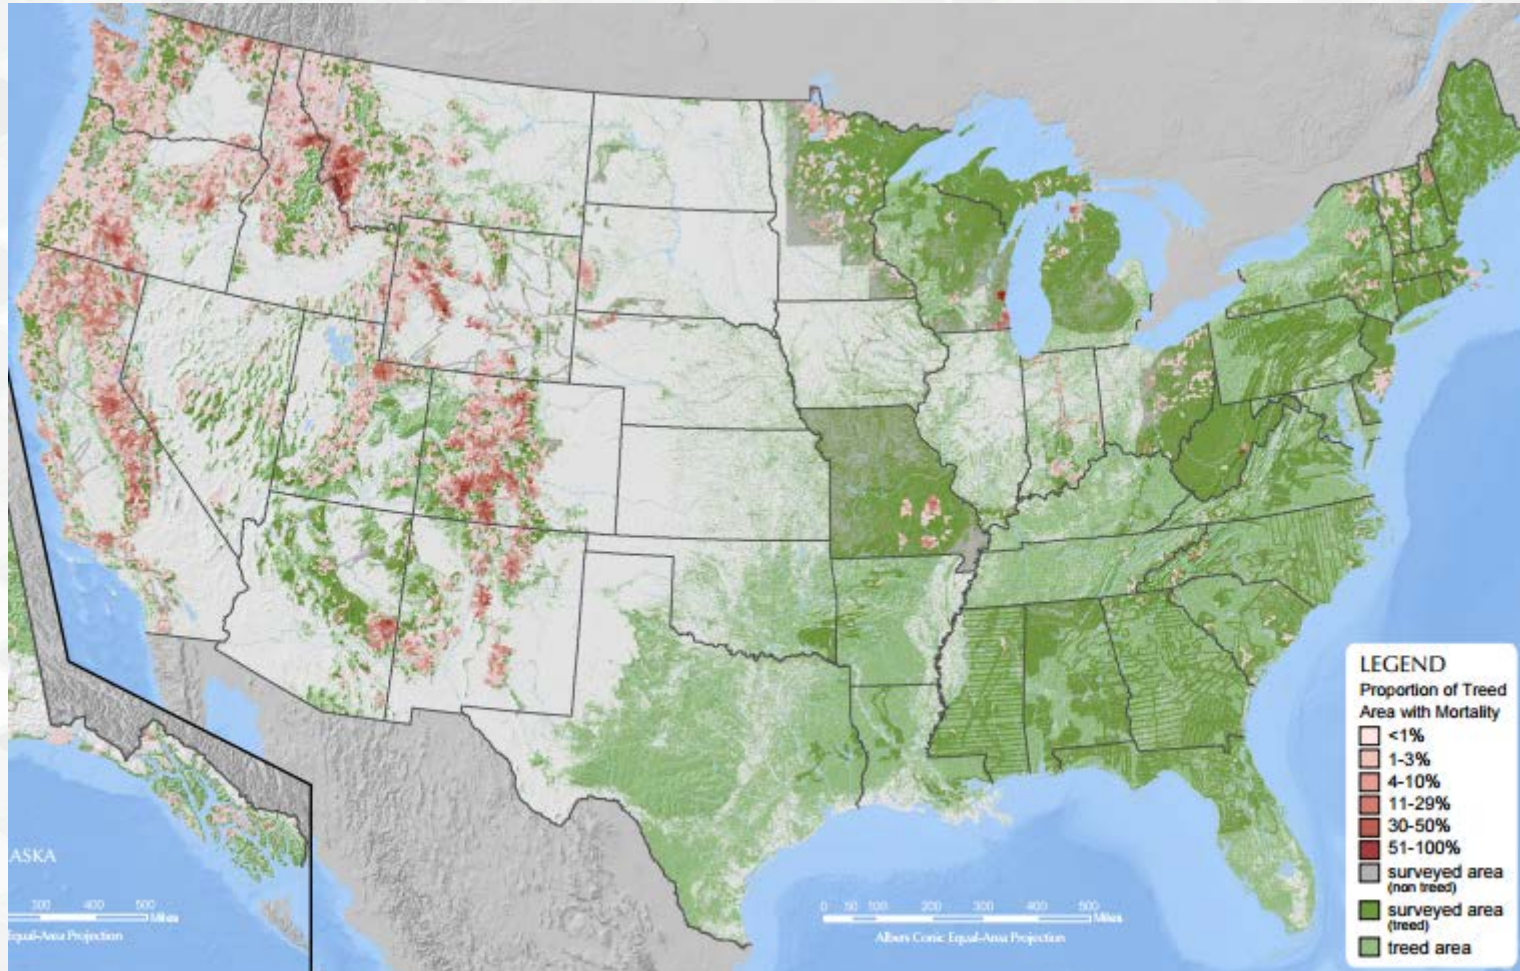 LEGEND
Proportion of Treed
Area with Mortality
<1%
1-3%
4-10%
11-29%
30-50%
51-100%
surveyed area
(non treed)
surveyed area
(treed)
treed area
ASKA
300 400 500
Miles
Equal-Area Projection
0 50 100 200 300 400 500
Miles
Albers Conic Equal-Area Projection